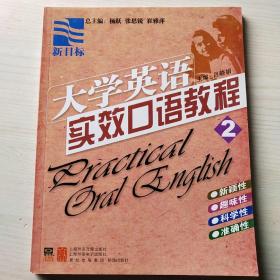 总主编：杨跃 张思锐 崔雅萍
新目标
大学英语
实效口语教程
2
Practical
Oral English
新颖性
趣味性
科学性
准确性